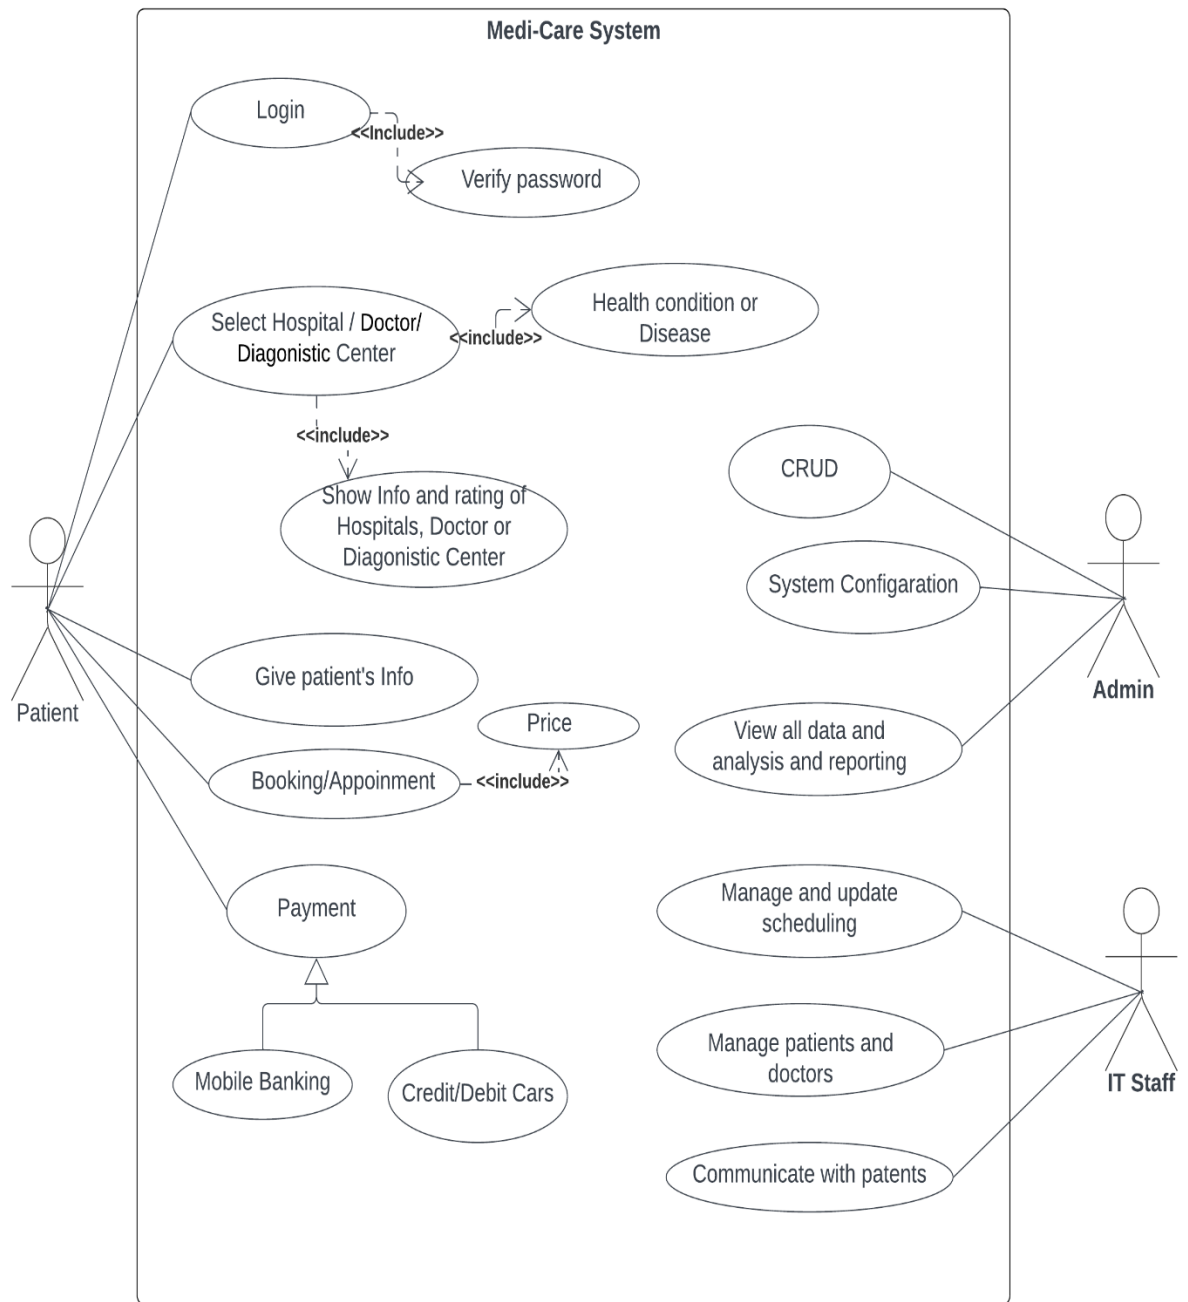 Medi-Care System
Login
<<Include>>
Verify password
Select Hospital / Doctor/
Diagonistic Center
<<include>>
Health condition or
Disease
<<include>>
Show Info and rating of
Hospitals, Doctor or
Diagonistic Center
CRUD
System Configaration
Patient
Admin
Give patient's Info
Price
View all data and
analysis and reporting
Booking/Appoinment
<<include>>
Payment
Manage and update
scheduling
Manage patients and
doctors
IT Staff
Mobile Banking
Credit/Debit Cars
Communicate with patents